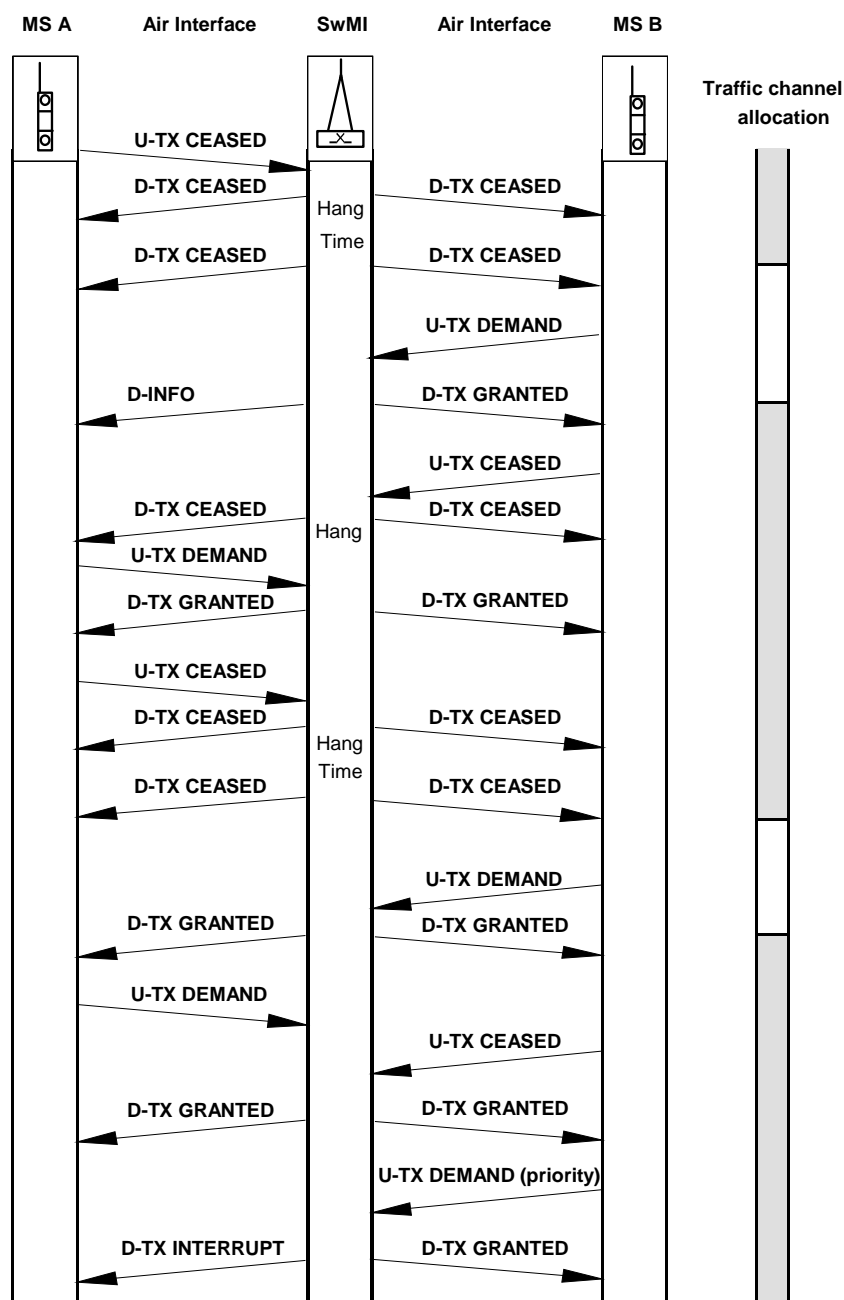 MS A Air Interface SwMI Air Interface MS B
Traffic channel
allocation
U-TX CEASED
D-TX CEASED D-TX CEASED
Hang
Time
D-TX CEASED D-TX CEASED
U-TX DEMAND
D-INFO D-TX GRANTED
U-TX CEASED
D-TX CEASED D-TX CEASED
Hang
U-TX DEMAND
D-TX GRANTED D-TX GRANTED
U-TX CEASED
D-TX CEASED D-TX CEASED
Hang
Time
D-TX CEASED D-TX CEASED
U-TX DEMAND
D-TX GRANTED D-TX GRANTED
U-TX DEMAND
U-TX CEASED
D-TX GRANTED D-TX GRANTED
U-TX DEMAND (priority)
D-TX INTERRUPT D-TX GRANTED